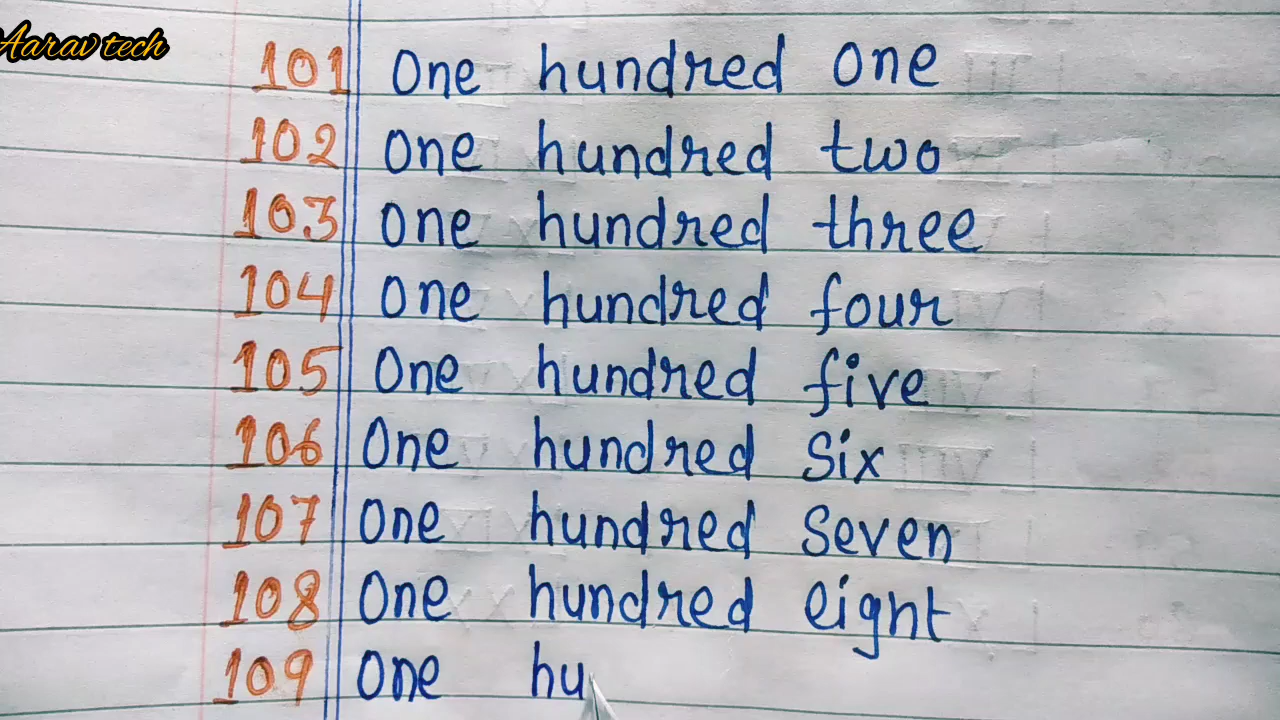 Aarav tech
101 One hundred one
102 One hundred two
103 One hundred three
104 One hundred four
105 One hundred five
106 One hundred six
107 One hundred seven
108 One hundred eight
109 One hu